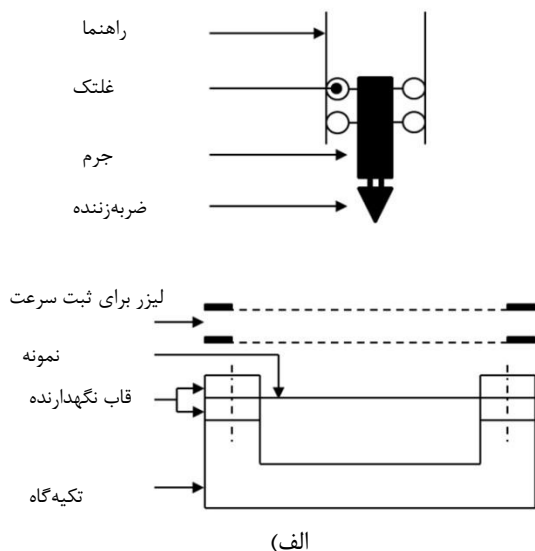 راهنما
غلتک
جرم
ضربه‌زننده
لیزر برای ثبت سرعت
نمونه
قاب نگهدارنده
تکیه‌گاه
الف)